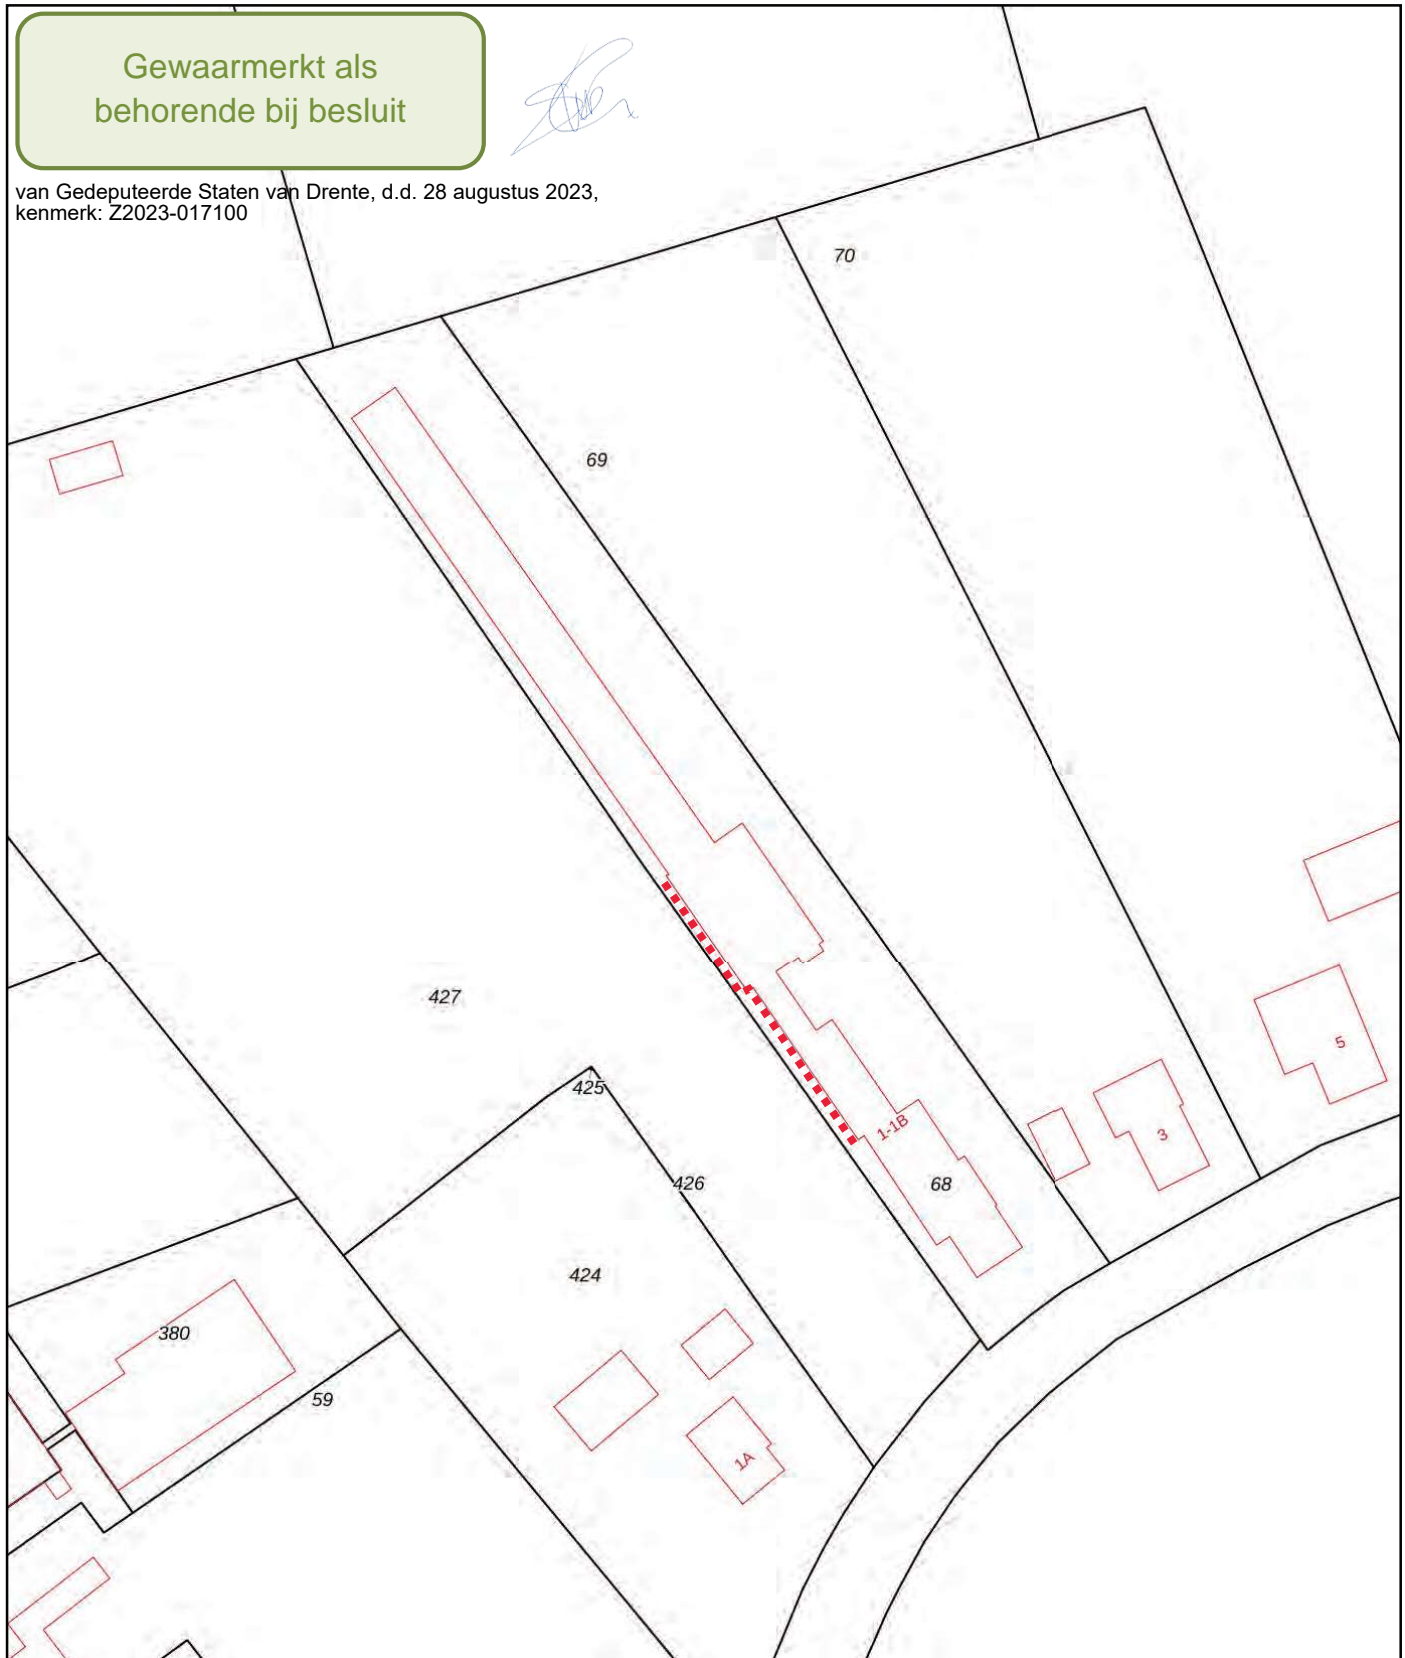 Gewaarmerkt als
behorende bij besluit
van Gedeputeerde Staten van Drente, d.d. 28 augustus 2023,
kenmerk: Z2023-017100
70
69
427
425
5
3
1-1B
426
68
424
380
59
1A